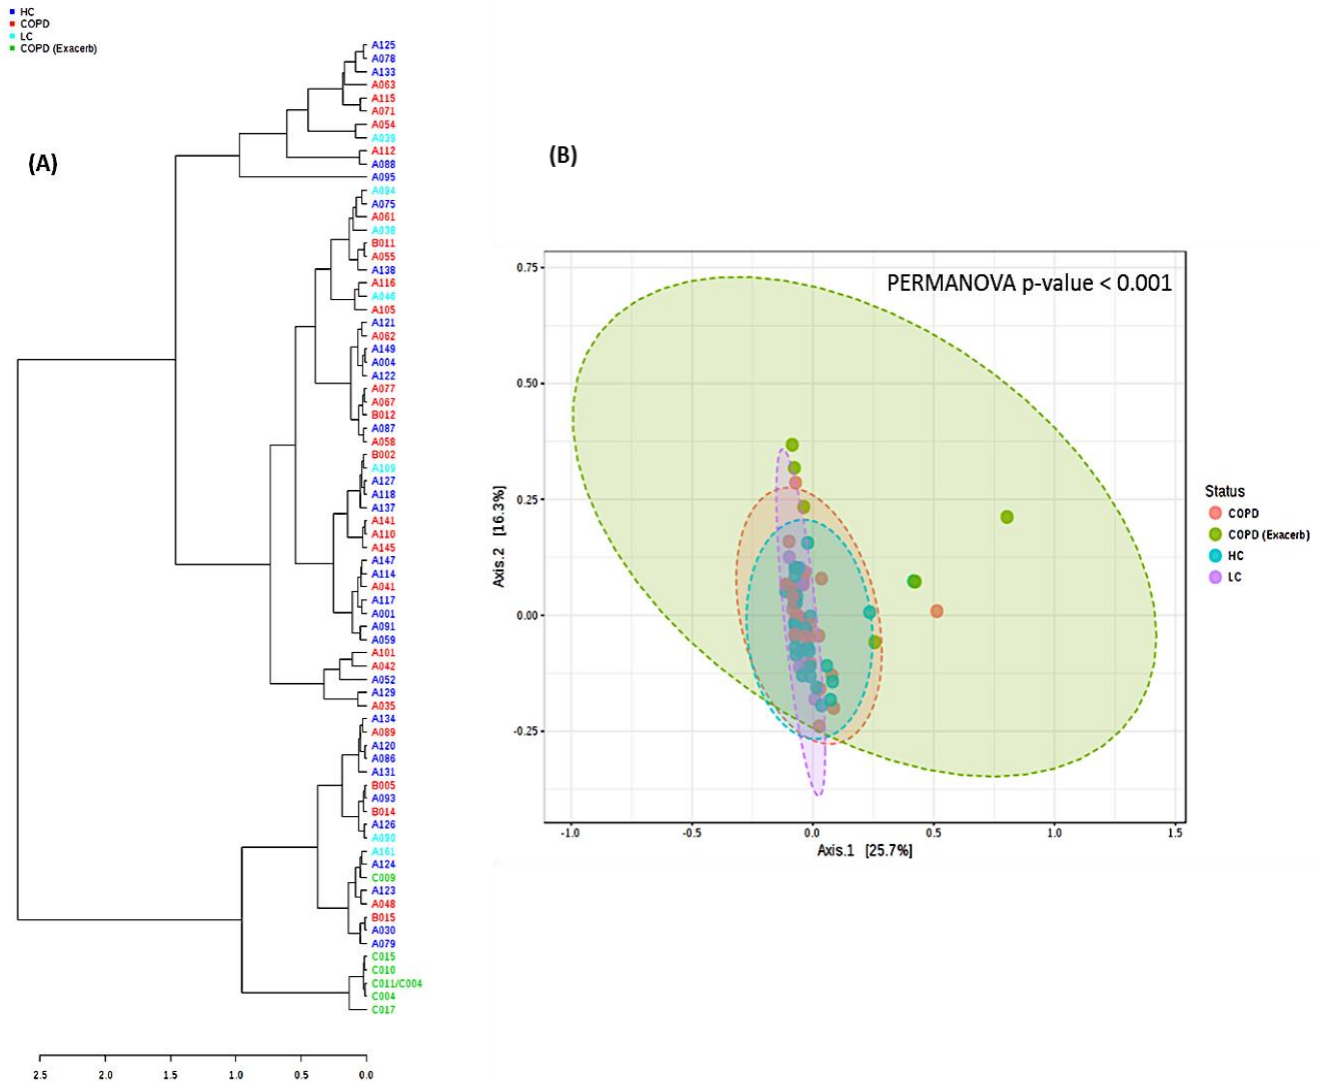 HC
COPD
LC
COPD (Exacerb)
(A)
A125
A078
A133
A063
A115
A071
A054
A039
A112
A088
A095
A094
A075
A061
A038
B011
A055
A138
A116
A046
A105
A121
A062
A149
A004
A122
A077
A067
B012
A087
A058
B002
A109
A127
A118
A137
A141
A110
A145
A147
A114
A041
A117
A001
A091
A059
A101
A042
A052
A129
A035
A134
A089
A120
A086
A131
B005
A093
B014
A126
A090
A161
A124
C009
A123
A048
B015
A030
A079
C015
C010
C011/C004
C004
C017
2.5 2.0 1.5 1.0 0.5 0.0
(B)
PERMANOVA p-value < 0.001
0.75
0.50
0.25
0.00
-0.25
Axis.2 [16.3%]
-1.0 -0.5 0.0 0.5 1.0 1.5
Axis.1 [25.7%]
Status
COPD
COPD (Exacerb)
HC
LC